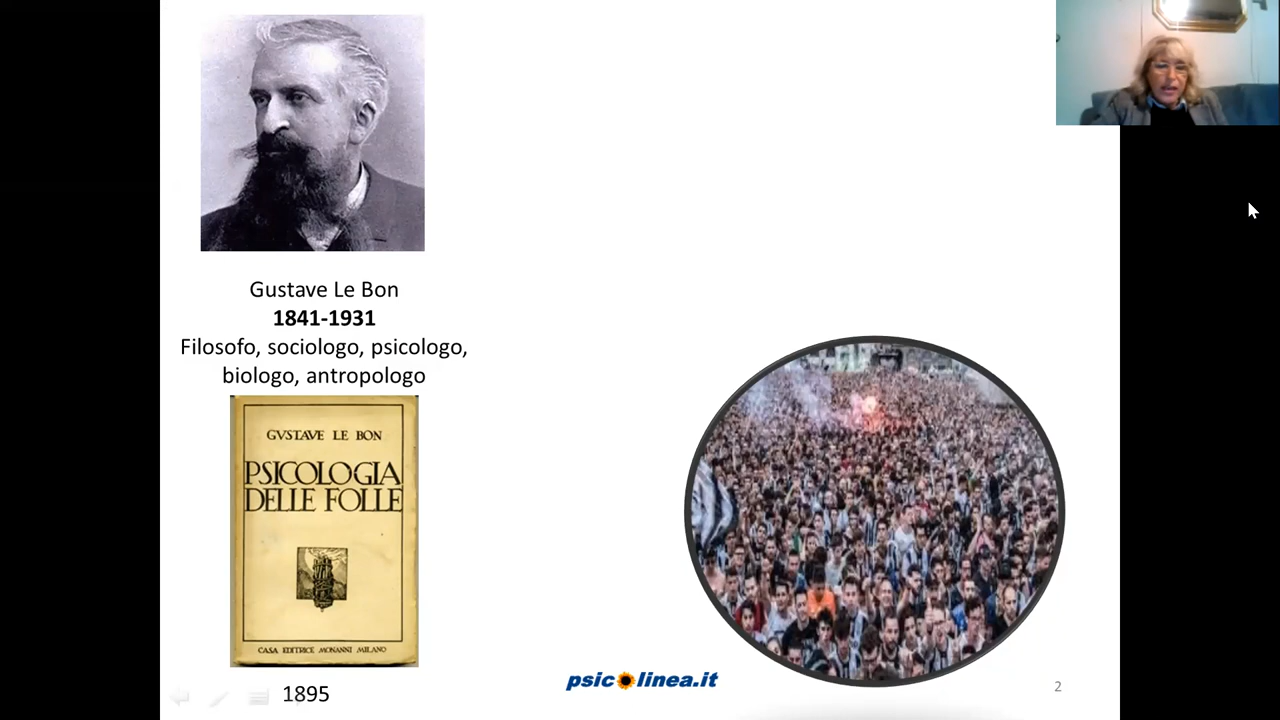 Gustave Le Bon
1841-1931
Filosofo, sociologo, psicologo,
biologo, antropologo
GVSTAVE LE BON
PSICOLOGIA
DELLE FOLLE
CASA EDITRICE MONANNI MILANO
1895
psicolinea.it
2